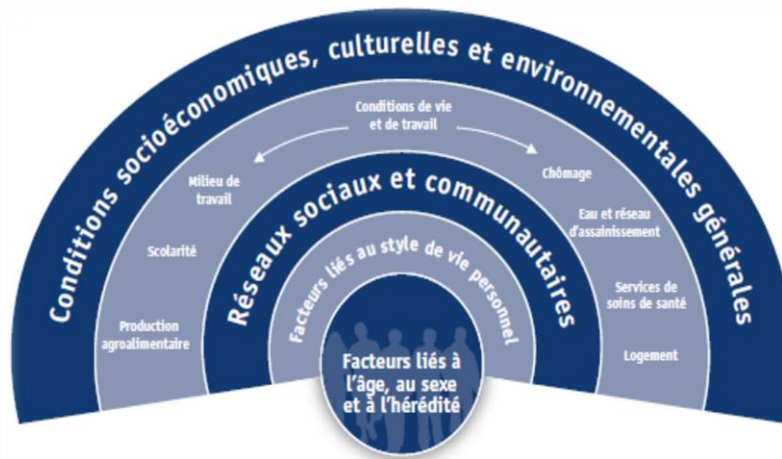 Conditions socioéconomiques, culturelles et environnementales générales
Conditions de vie
et de travail
Milieu de
travail
Scolarité
Production
agroalimentaire
Chômage
Eau et réseau
d'assainissement
Services de
soins de santé
Logement
Réseaux sociaux et communautaires
Facteurs liés au style de vie personnel
Facteurs liés à
l'âge, au sexe
et à l'hérédité